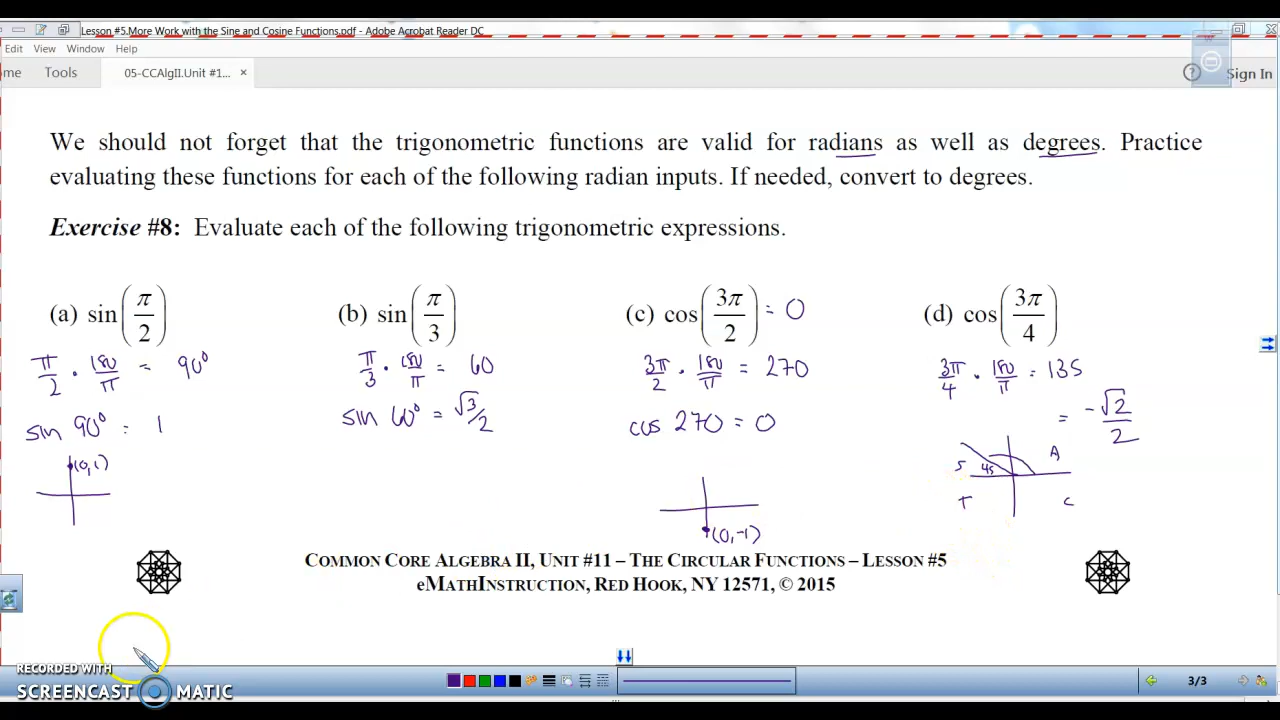 Lesson #5.More Work with the Sine and Cosine Functions.pdf - Adobe Acrobat Reader DC
Edit View Window Help
me Tools 05-CCAlgII.Unit #1... × ? Sign In
We should not forget that the trigonometric functions are valid for radians as well as degrees. Practice
evaluating these functions for each of the following radian inputs. If needed, convert to degrees.
Exercise #8: Evaluate each of the following trigonometric expressions.
(a) sin(π/2) (b) sin(π/3) (c) cos(3π/2) = 0 (d) cos(3π/4)
π/2 · 180/π = 90° π/3 · 180/π = 60 3π/2 · 180/π = 270 3π/4 · 180/π = 135
sin 90° = 1 sin 60° = √3/2 cos 270 = 0 = -√2/2
(0,1) S 45 A
(0,-1) T C
COMMON CORE ALGEBRA II, UNIT #11 – THE CIRCULAR FUNCTIONS – LESSON #5
eMATHINSTRUCTION, RED HOOK, NY 12571, © 2015
RECORDED WITH
SCREENCAST MATIC
3/3